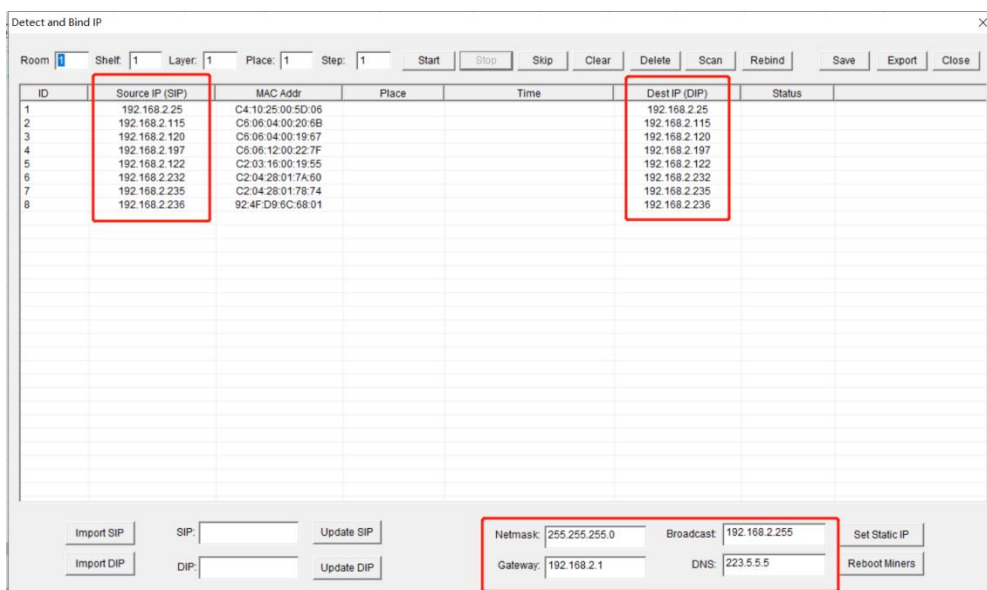 Detect and Bind IP
Room 1 Shelf: 1 Layer: 1 Place: 1 Step: 1 Start Stop Skip Clear Delete Scan Rebind Save Export Close
ID Source IP (SIP) MAC Addr Place Time Dest IP (DIP) Status
1 192.168.2.25 C4:10:25:00:5D:06 192.168.2.25
2 192.168.2.115 C6:06:04:00:20:6B 192.168.2.115
3 192.168.2.120 C6:06:04:00:19:67 192.168.2.120
4 192.168.2.197 C6:06:12:00:22:7F 192.168.2.197
5 192.168.2.122 C2:03:16:00:19:55 192.168.2.122
6 192.168.2.232 C2:04:28:01:7A:60 192.168.2.232
7 192.168.2.235 C2:04:28:01:78:74 192.168.2.235
8 192.168.2.236 92:4F:D9:6C:68:01 192.168.2.236
Import SIP SIP: Update SIP Netmask: 255.255.255.0 Broadcast: 192.168.2.255 Set Static IP
Import DIP DIP: Update DIP Gateway: 192.168.2.1 DNS: 223.5.5.5 Reboot Miners